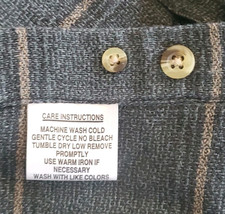 CARE INSTRUCTIONS
MACHINE WASH COLD
GENTLE CYCLE NO BLEACH
TUMBLE DRY LOW REMOVE
PROMPTLY
USE WARM IRON IF
NECESSARY
WASH WITH LIKE COLORS